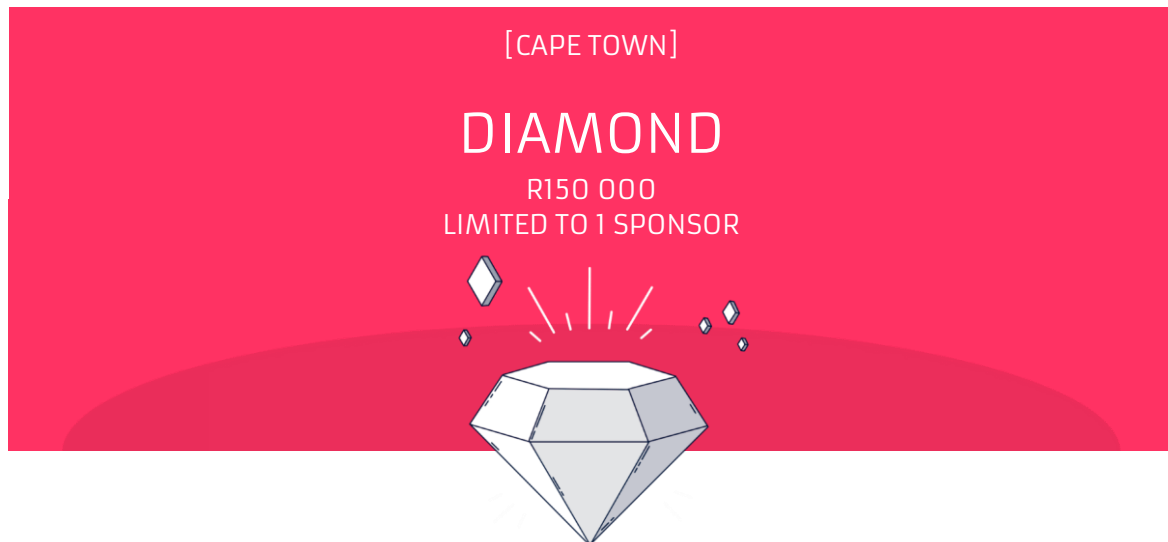 [CAPE TOWN]
DIAMOND
R150 000
LIMITED TO 1 SPONSOR